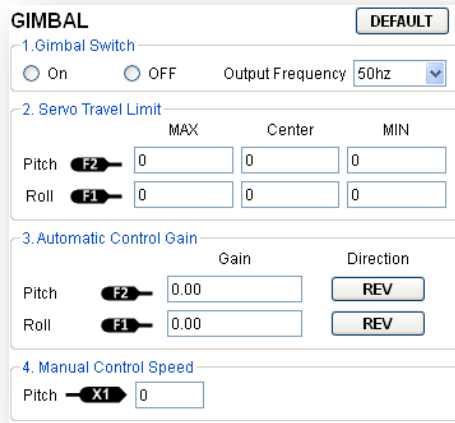 GIMBAL DEFAULT
1.Gimbal Switch
On OFF Output Frequency 50hz
2. Servo Travel Limit
MAX Center MIN
Pitch F2 0 0 0
Roll F1 0 0 0
3. Automatic Control Gain
Gain Direction
Pitch F2 0.00 REV
Roll F1 0.00 REV
4. Manual Control Speed
Pitch X1 0